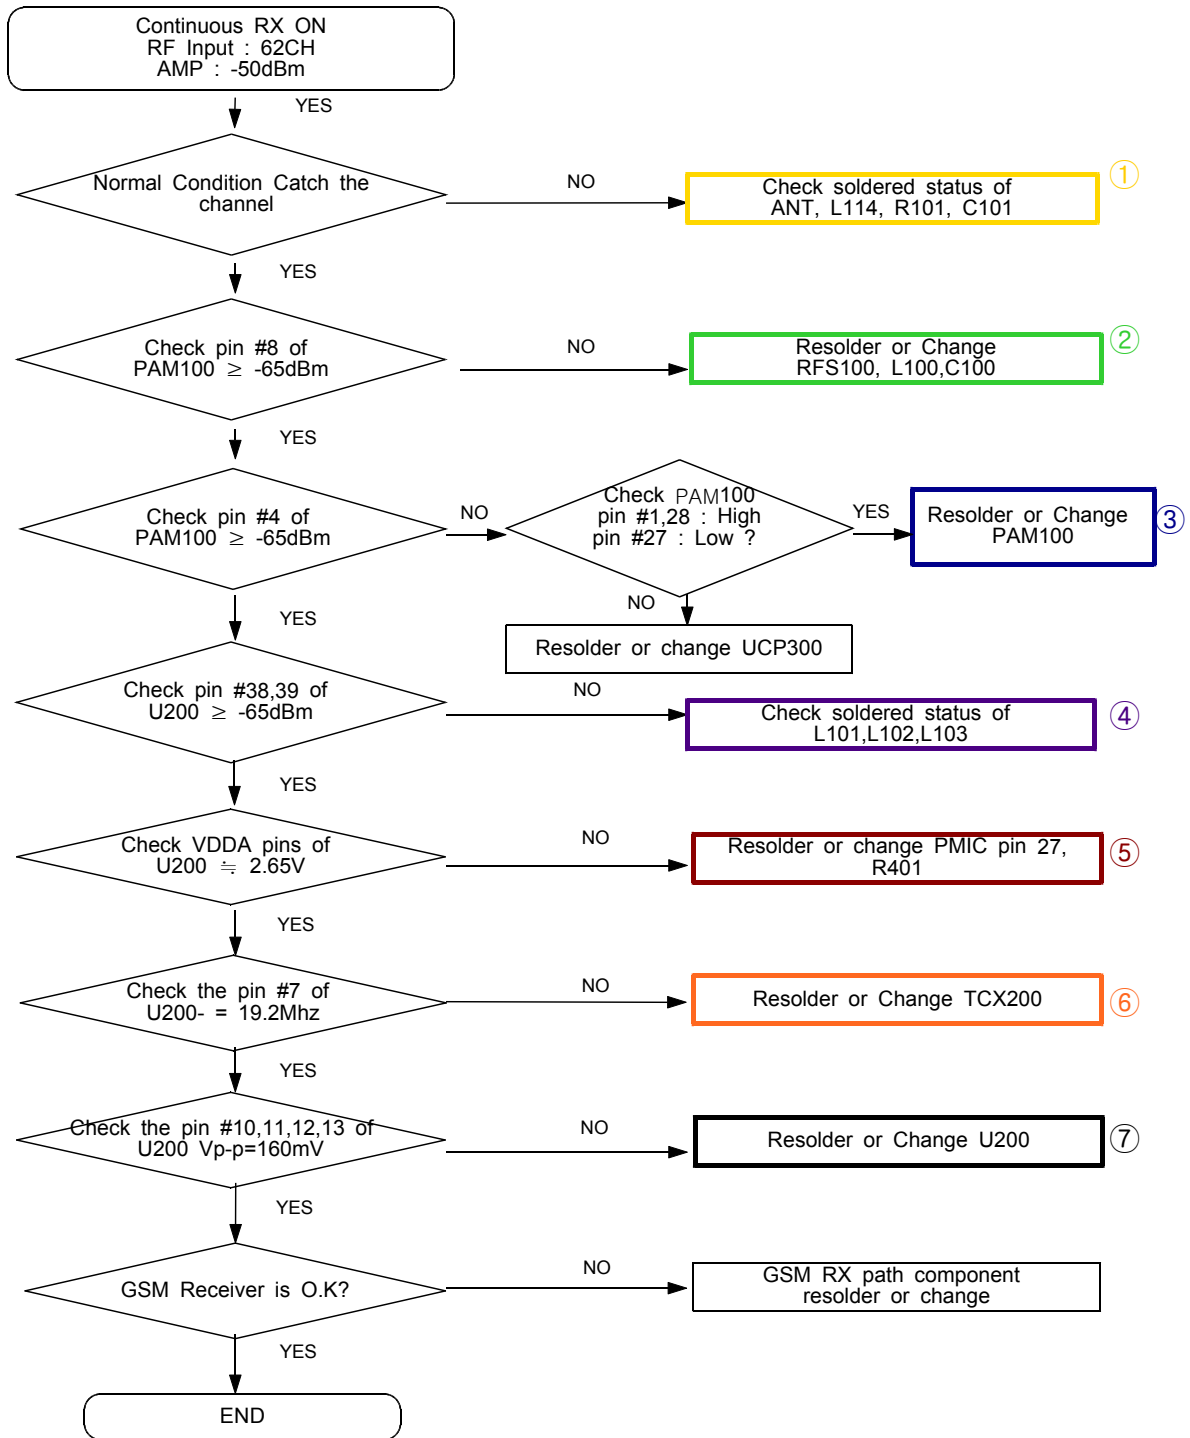 Continuous RX ON
RF Input : 62CH
AMP : -50dBm
YES
Normal Condition Catch the
channel
NO
Check soldered status of
ANT, L114, R101, C101
①
YES
Check pin #8 of
PAM100 ≥ -65dBm
NO
Resolder or Change
RFS100, L100,C100
②
YES
Check pin #4 of
PAM100 ≥ -65dBm
NO
Check PAM100
pin #1,28 : High
pin #27 : Low ?
YES
Resolder or Change
PAM100
③
NO
Resolder or change UCP300
YES
Check pin #38,39 of
U200 ≥ -65dBm
NO
Check soldered status of
L101,L102,L103
④
YES
Check VDDA pins of
U200 ≒ 2.65V
NO
Resolder or change PMIC pin 27,
R401
⑤
YES
Check the pin #7 of
U200- = 19.2Mhz
NO
Resolder or Change TCX200
⑥
YES
Check the pin #10,11,12,13 of
U200 Vp-p=160mV
NO
Resolder or Change U200
⑦
YES
GSM Receiver is O.K?
NO
GSM RX path component
resolder or change
YES
END